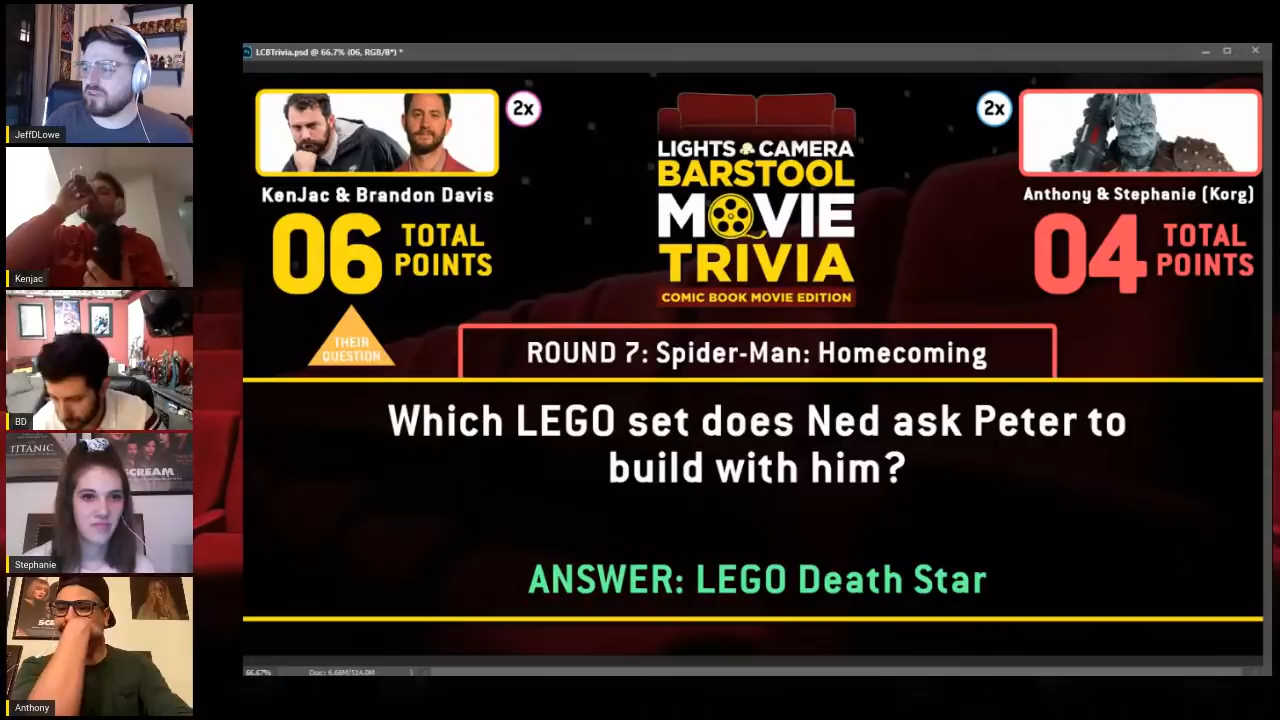 LCBTrivia.psd @ 66.7% (06, RGB/8*) *
JeffDLowe
Kenjac
BD
TITANIC
SCREAM
Stephanie
Anthony
2x
2x
KenJac & Brandon Davis
06 TOTAL POINTS
THEIR
QUESTION
LIGHTS CAMERA
BARSTOOL
MOVIE
TRIVIA
COMIC BOOK MOVIE EDITION
Anthony & Stephanie (Korg)
04 TOTAL POINTS
ROUND 7: Spider-Man: Homecoming
Which LEGO set does Ned ask Peter to
build with him?
ANSWER: LEGO Death Star
66.67%